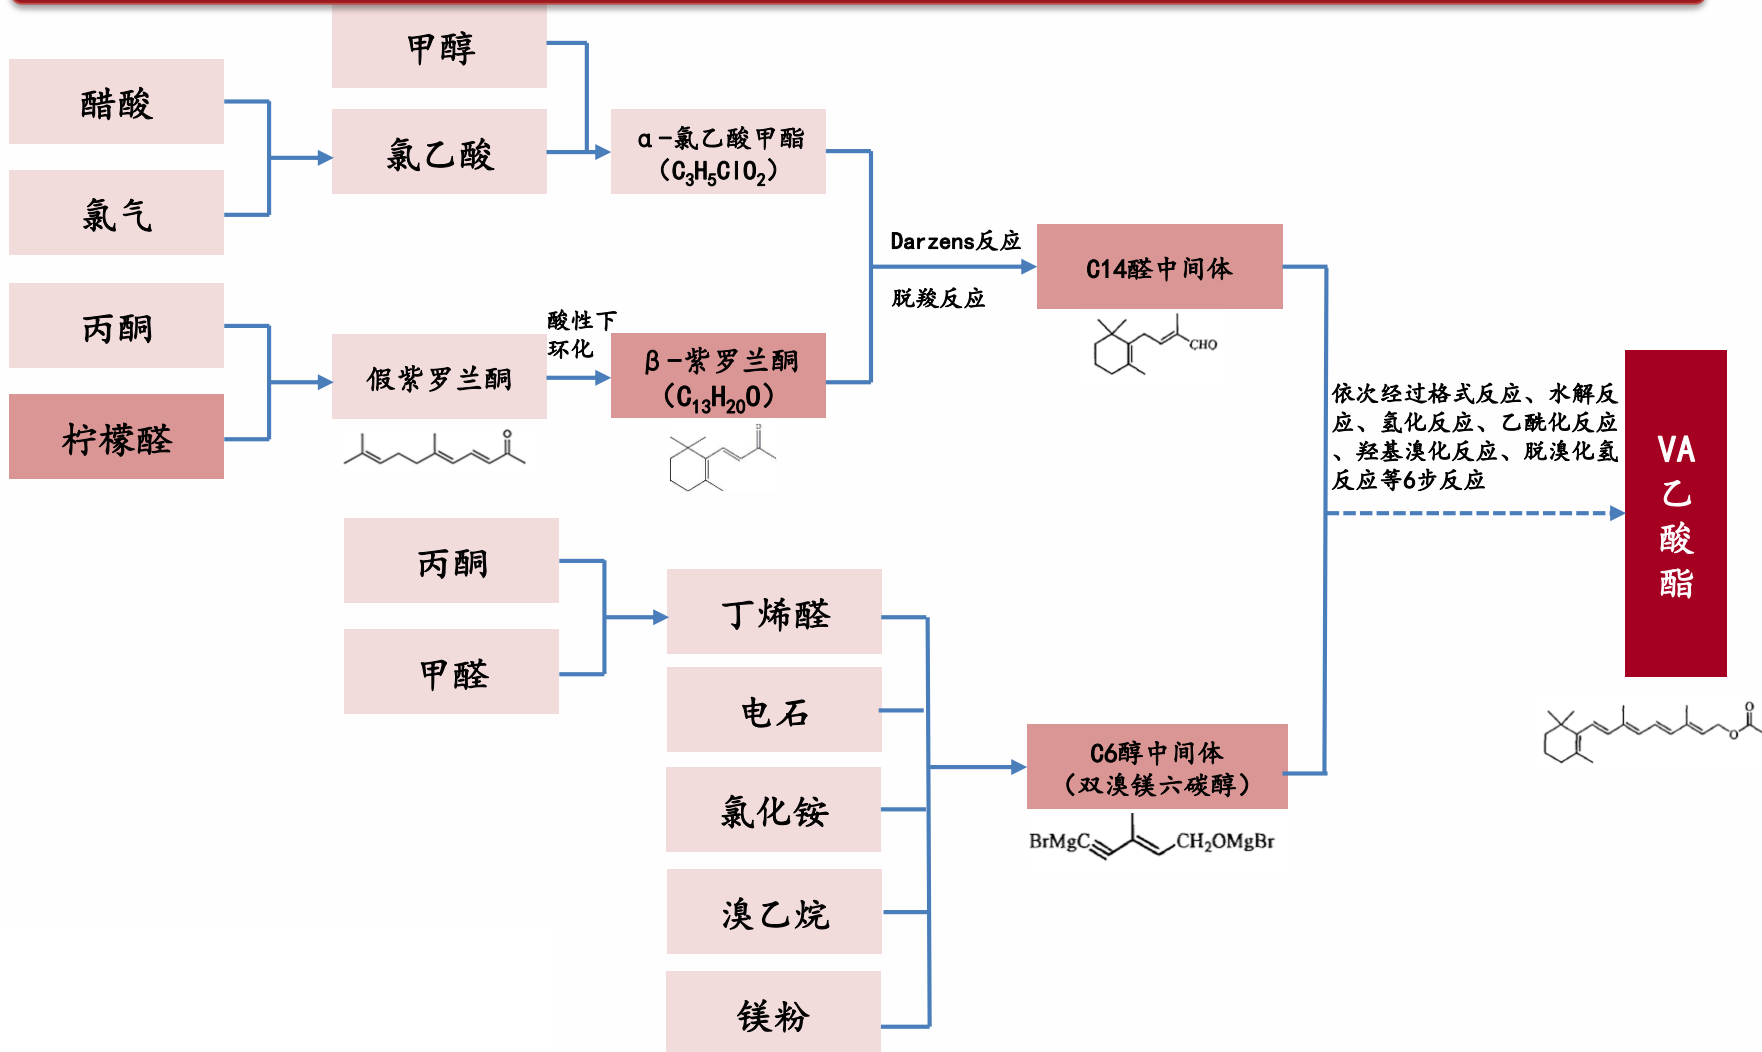 甲醇
醋酸
氯乙酸
α-氯乙酸甲酯
（C3H5ClO2）
氯气
Darzens反应
脱羧反应
C14醛中间体
CHO
丙酮
柠檬醛
假紫罗兰酮
酸性下
环化
β-紫罗兰酮
（C13H20O）
O
O
依次经过格式反应、水解反
应、氢化反应、乙酰化反应
、羟基溴化反应、脱溴化氢
反应等6步反应
VA
乙
酸
酯
O
O
丙酮
甲醛
丁烯醛
电石
氯化铵
溴乙烷
镁粉
C6醇中间体
（双溴镁六碳醇）
BrMgC
CH2OMgBr